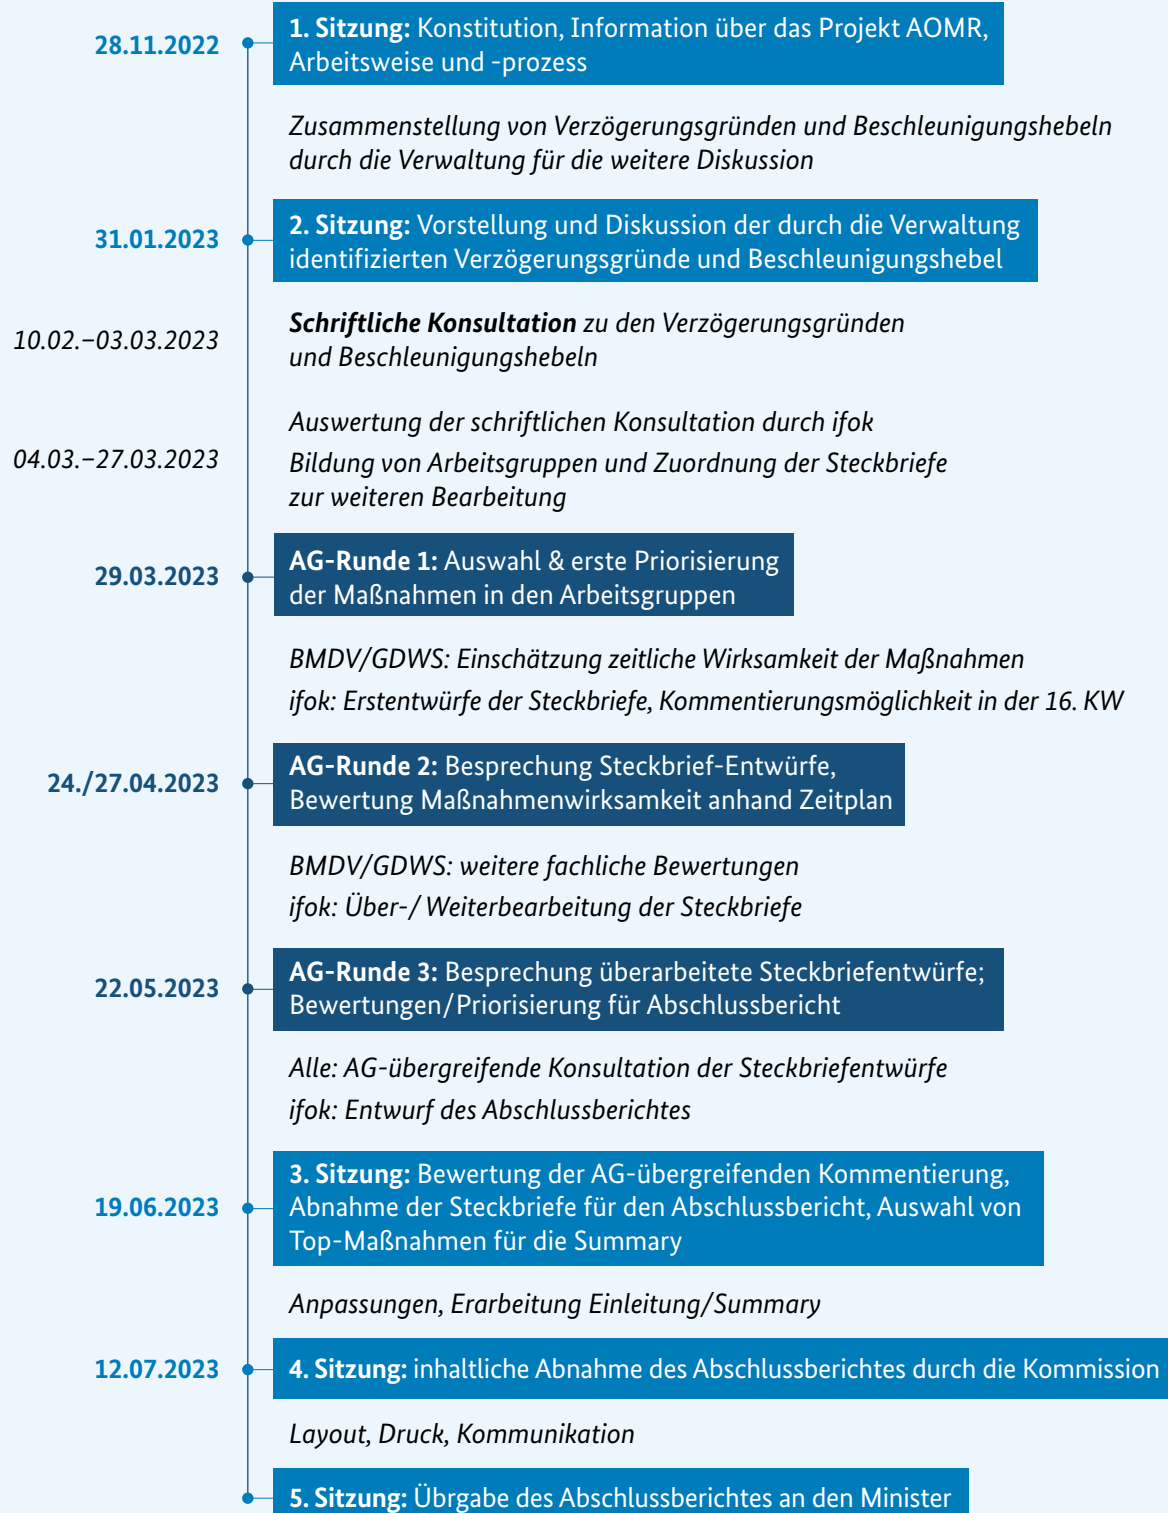 28.11.2022
1. Sitzung: Konstitution, Information über das Projekt AOMR,
Arbeitsweise und -prozess
Zusammenstellung von Verzögerungsgründen und Beschleunigungshebeln
durch die Verwaltung für die weitere Diskussion
31.01.2023
2. Sitzung: Vorstellung und Diskussion der durch die Verwaltung
identifizierten Verzögerungsgründe und Beschleunigungshebel
10.02.–03.03.2023
Schriftliche Konsultation zu den Verzögerungsgründen
und Beschleunigungshebeln
04.03.–27.03.2023
Auswertung der schriftlichen Konsultation durch ifok
Bildung von Arbeitsgruppen und Zuordnung der Steckbriefe
zur weiteren Bearbeitung
29.03.2023
AG-Runde 1: Auswahl & erste Priorisierung
der Maßnahmen in den Arbeitsgruppen
BMDV/GDWS: Einschätzung zeitliche Wirksamkeit der Maßnahmen
ifok: Erstentwürfe der Steckbriefe, Kommentierungsmöglichkeit in der 16. KW
24./27.04.2023
AG-Runde 2: Besprechung Steckbrief-Entwürfe,
Bewertung Maßnahmenwirksamkeit anhand Zeitplan
BMDV/GDWS: weitere fachliche Bewertungen
ifok: Über-/ Weiterbearbeitung der Steckbriefe
22.05.2023
AG-Runde 3: Besprechung überarbeitete Steckbriefentwürfe;
Bewertungen/Priorisierung für Abschlussbericht
Alle: AG-übergreifende Konsultation der Steckbriefentwürfe
ifok: Entwurf des Abschlussberichtes
19.06.2023
3. Sitzung: Bewertung der AG-übergreifenden Kommentierung,
Abnahme der Steckbriefe für den Abschlussbericht, Auswahl von
Top-Maßnahmen für die Summary
Anpassungen, Erarbeitung Einleitung/Summary
12.07.2023
4. Sitzung: inhaltliche Abnahme des Abschlussberichtes durch die Kommission
Layout, Druck, Kommunikation
5. Sitzung: Übrgabe des Abschlussberichtes an den Minister